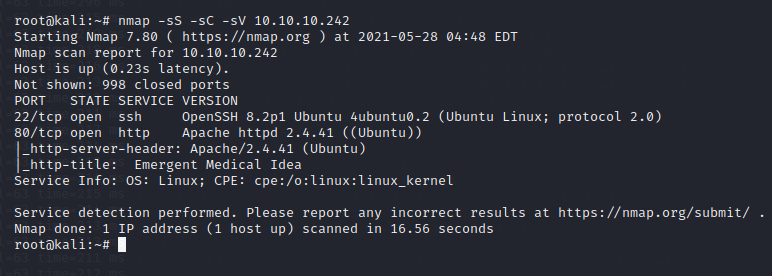 root@kali:~# nmap -sS -sC -sV 10.10.10.242
Starting Nmap 7.80 ( https://nmap.org ) at 2021-05-28 04:48 EDT
Nmap scan report for 10.10.10.242
Host is up (0.23s latency).
Not shown: 998 closed ports
PORT   STATE SERVICE VERSION
22/tcp open  ssh     OpenSSH 8.2p1 Ubuntu 4ubuntu0.2 (Ubuntu Linux; protocol 2.0)
80/tcp open  http    Apache httpd 2.4.41 ((Ubuntu))
|_http-server-header: Apache/2.4.41 (Ubuntu)
|_http-title:  Emergent Medical Idea
Service Info: OS: Linux; CPE: cpe:/o:linux:linux_kernel

Service detection performed. Please report any incorrect results at https://nmap.org/submit/ .
Nmap done: 1 IP address (1 host up) scanned in 16.56 seconds
root@kali:~#